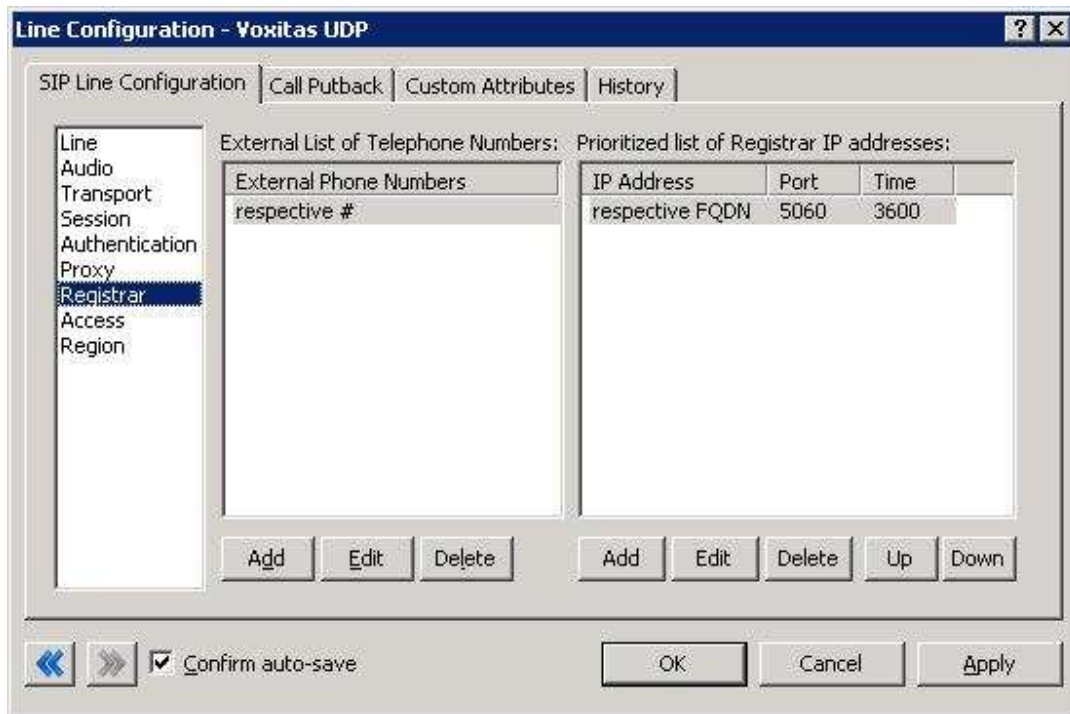 Line Configuration - Voxitas UDP
SIP Line Configuration
Call Putback
Custom Attributes
History
Line
Audio
Transport
Session
Authentication
Proxy
Registrar
Access
Region
External List of Telephone Numbers:
External Phone Numbers
respective #
Add
Edit
Delete
Prioritized list of Registrar IP addresses:
IP Address Port Time
respective FQDN 5060 3600
Add
Edit
Delete
Up
Down
Confirm auto-save
OK
Cancel
Apply